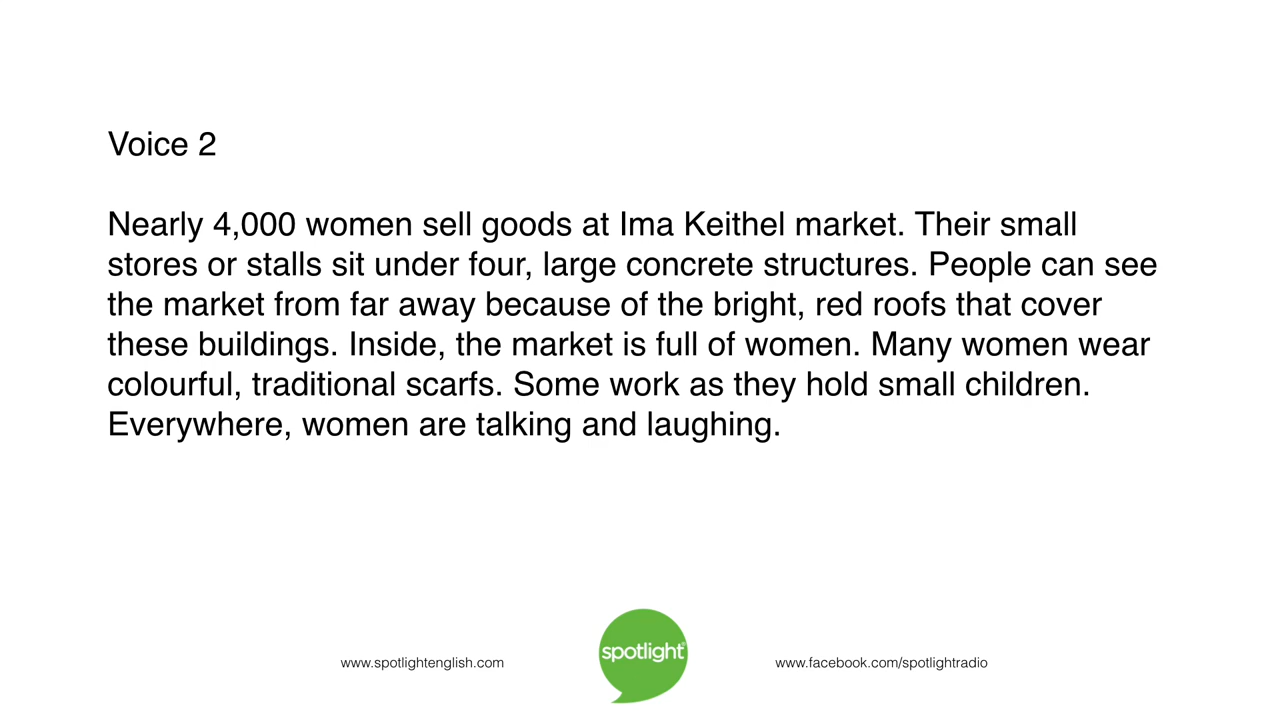 Voice 2
Nearly 4,000 women sell goods at Ima Keithel market. Their small
stores or stalls sit under four, large concrete structures. People can see
the market from far away because of the bright, red roofs that cover
these buildings. Inside, the market is full of women. Many women wear
colourful, traditional scarfs. Some work as they hold small children.
Everywhere, women are talking and laughing.
www.spotlightenglish.com
spotlight®
www.facebook.com/spotlightradio